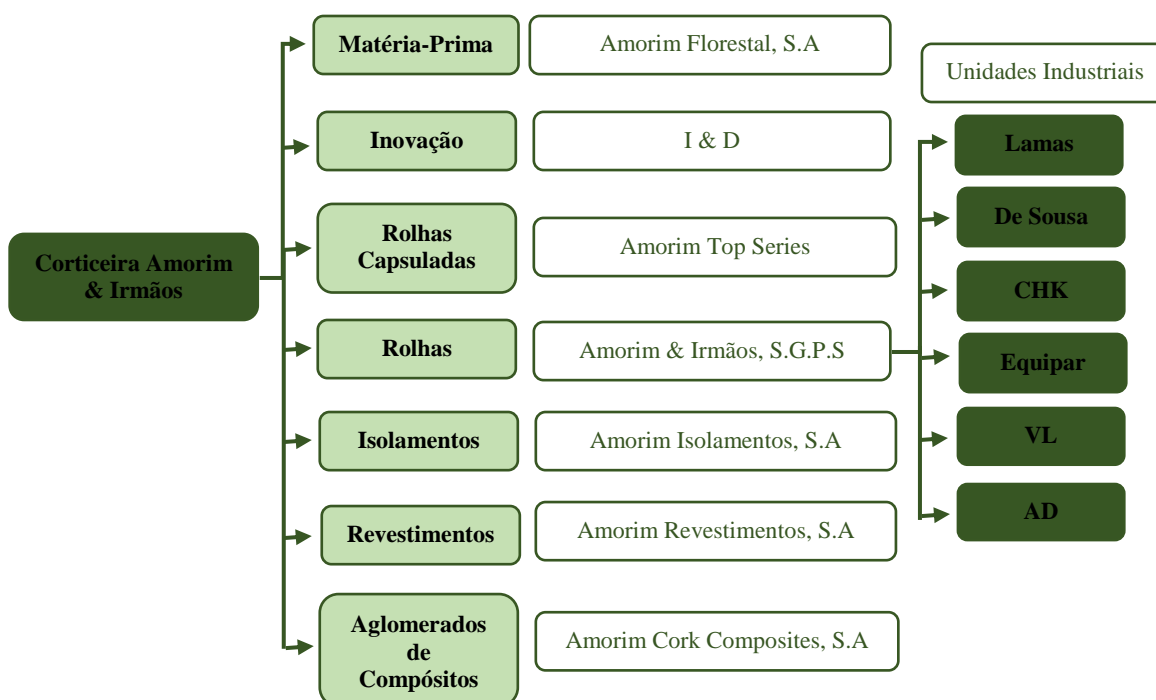 Corticeira Amorim
& Irmãos
Matéria-Prima
Amorim Florestal, S.A
Inovação
I & D
Rolhas
Capsuladas
Amorim Top Series
Rolhas
Amorim & Irmãos, S.G.P.S
Isolamentos
Amorim Isolamentos, S.A
Revestimentos
Amorim Revestimentos, S.A
Aglomerados
de
Compósitos
Amorim Cork Composites, S.A
Unidades Industriais
Lamas
De Sousa
CHK
Equipar
VL
AD